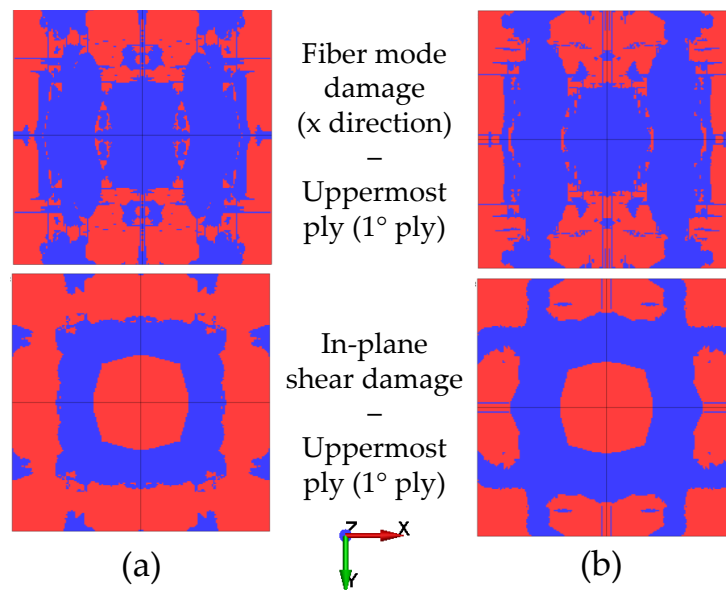 Fiber mode
damage
(x direction)
–
Uppermost
ply (1° ply)
In-plane
shear damage
–
Uppermost
ply (1° ply)
Z
X
Y
(a)
(b)